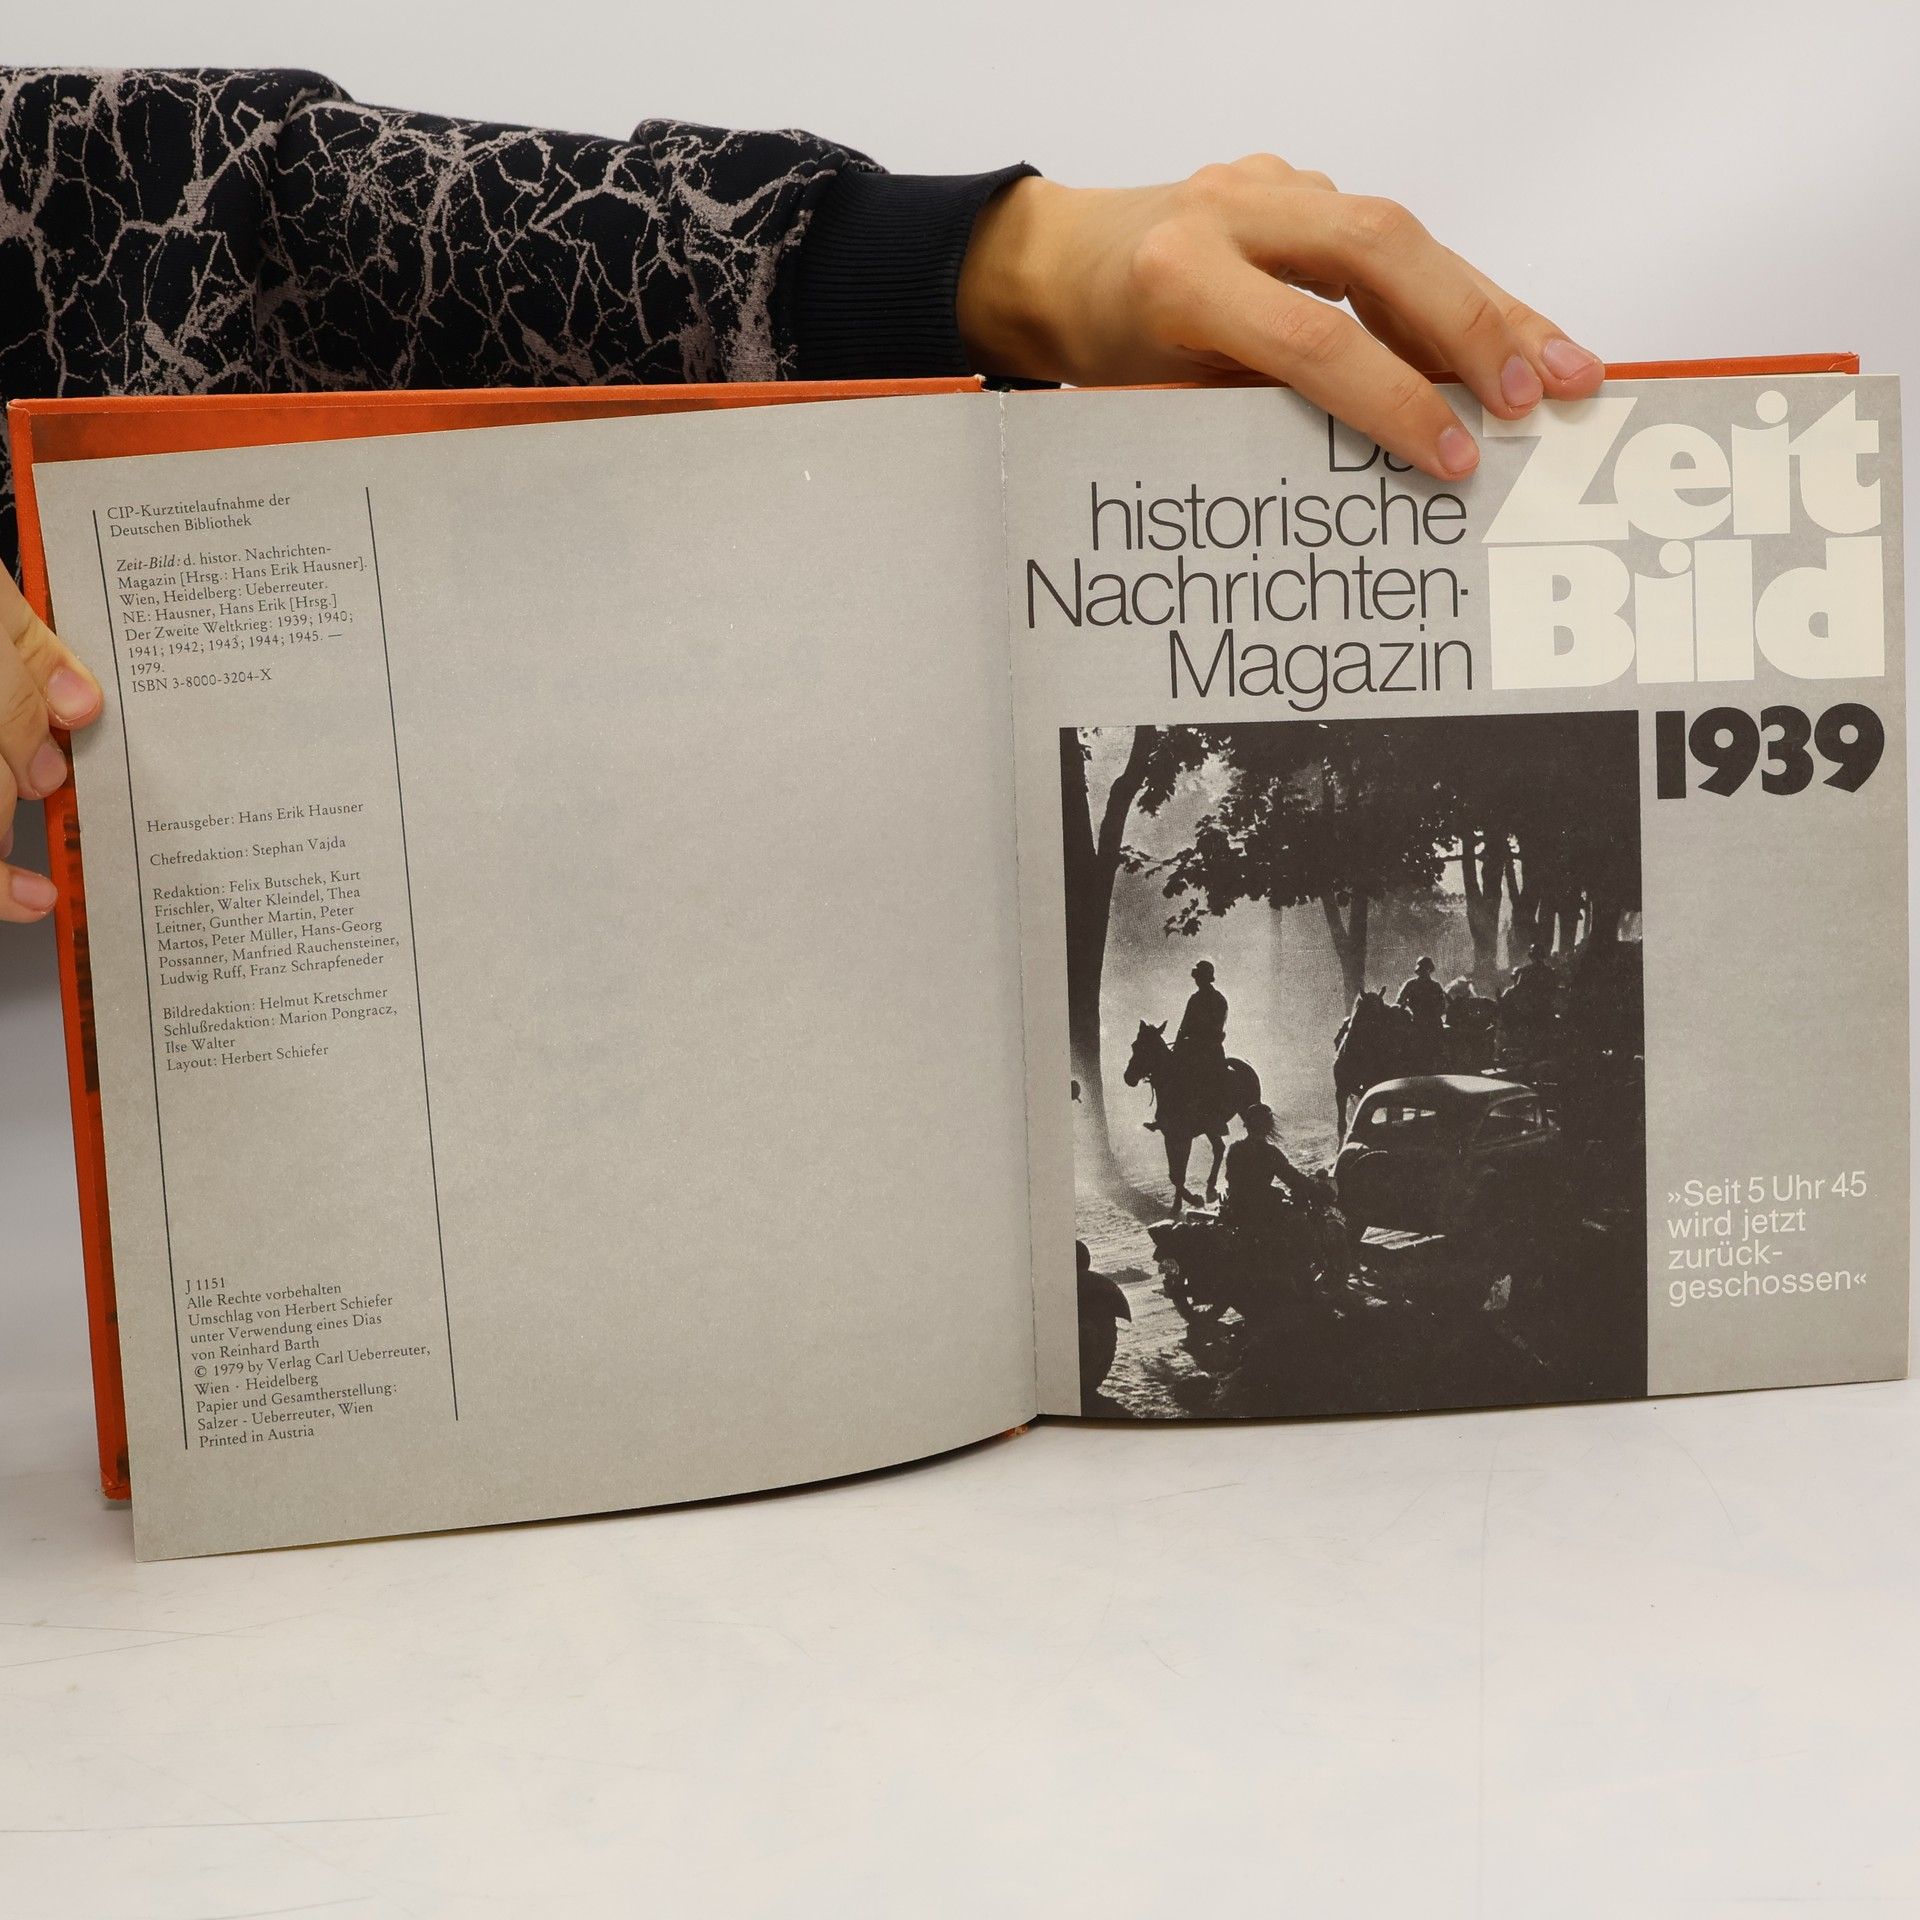 CIP-Kurztitelaufnahme der
Deutschen Bibliothek
Zeit-Bild: d. histor. Nachrichten-
Magazin [Hrsg.: Hans Erik Hausner].
Wien, Heidelberg: Ueberreuter.
NE: Hausner, Hans Erik [Hrsg.]
Der Zweite Weltkrieg: 1939; 1940;
1941; 1942; 1943; 1944; 1945. —
1979.
ISBN 3-8000-3204-X
Herausgeber: Hans Erik Hausner
Chefredaktion: Stephan Vajda
Redaktion: Felix Butschek, Kurt
Frischler, Walter Kleindel, Thea
Leitner, Gunther Martin, Peter
Martos, Peter Müller, Hans-Georg
Possanner, Manfried Rauchensteiner,
Ludwig Ruff, Franz Schrapfeneder
Bildredaktion: Helmut Kretschmer
Schlußredaktion: Marion Pongracz,
Ilse Walter
Layout: Herbert Schiefer
J 1151
Alle Rechte vorbehalten
Umschlag von Herbert Schiefer
unter Verwendung eines Dias
von Reinhard Barth
© 1979 by Verlag Carl Ueberreuter,
Wien · Heidelberg
Papier und Gesamtherstellung:
Salzer - Ueberreuter, Wien
Printed in Austria
historische
Nachrichten-
Magazin
Zeit
Bild
1939
»Seit 5 Uhr 45
wird jetzt
zurück-
geschossen«